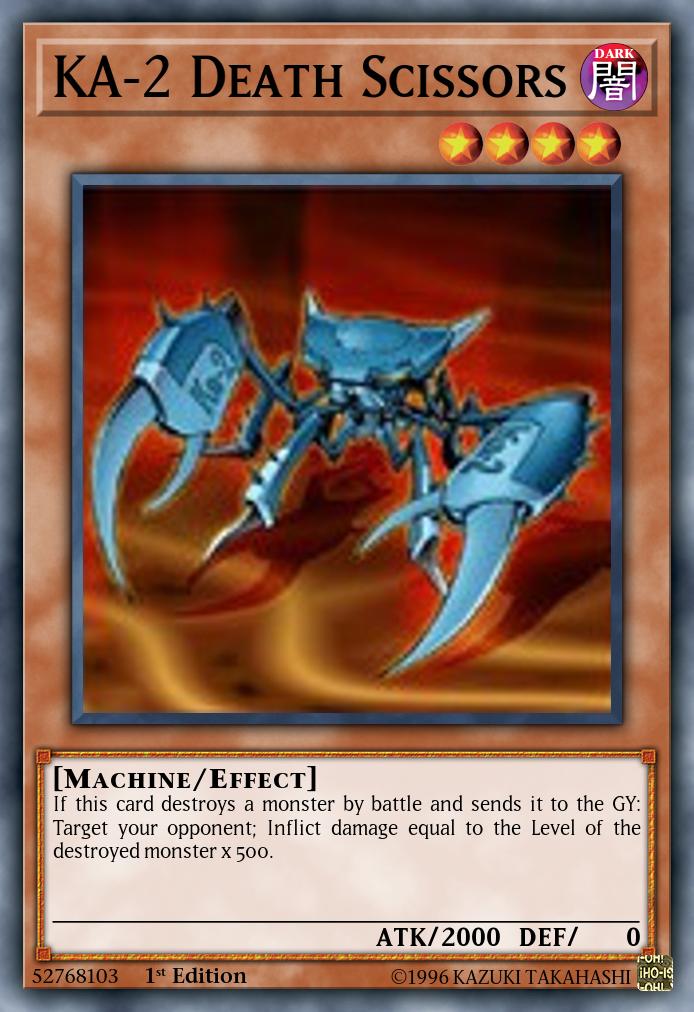 KA-2 Death Scissors
DARK
闇
Ka-2
[Machine/Effect]
If this card destroys a monster by battle and sends it to the GY:
Target your opponent; Inflict damage equal to the Level of the
destroyed monster x 500.
ATK/2000 DEF/ 0
52768103 1st Edition ©1996 KAZUKI TAKAHASHI